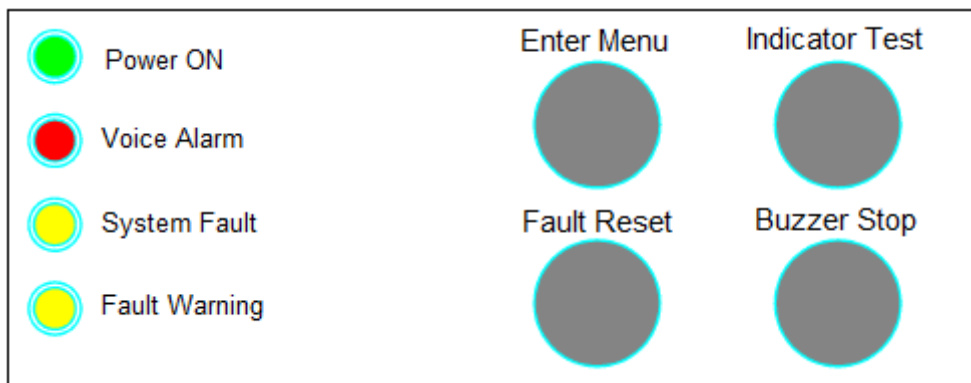 Power ON
Voice Alarm
System Fault
Fault Warning
Enter Menu
Indicator Test
Fault Reset
Buzzer Stop